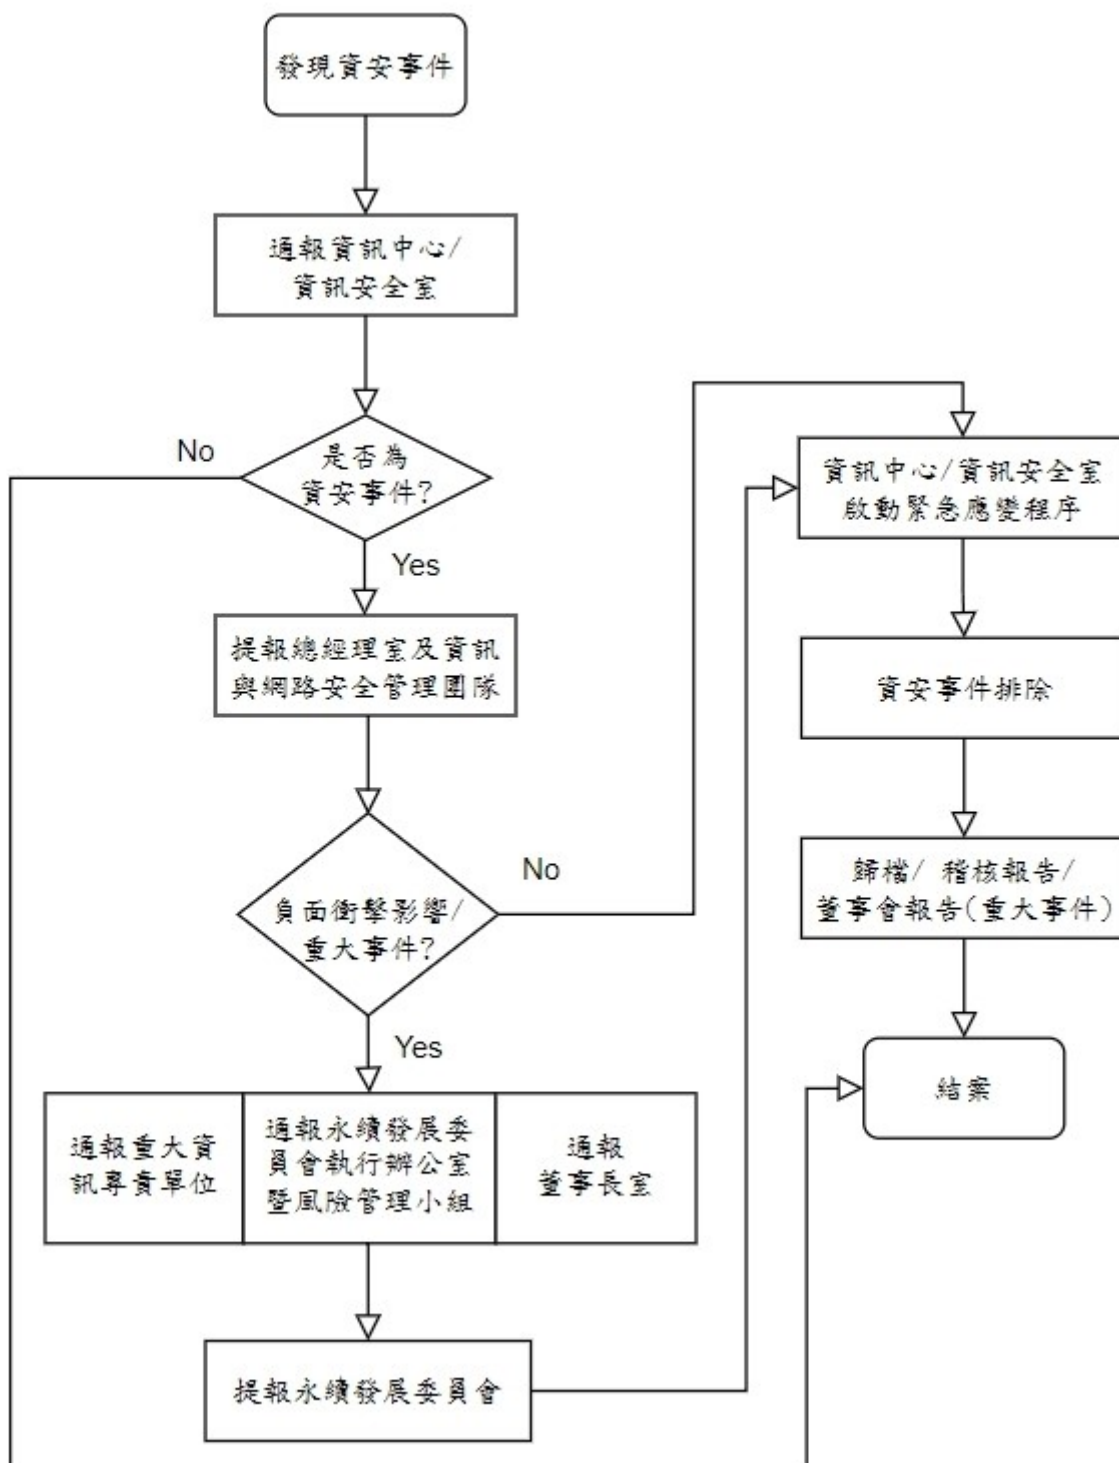 發現資安事件
通報資訊中心/
資訊安全室
是否為
資安事件?
No
Yes
提報總經理室及資訊
與網路安全管理團隊
負面衝擊影響/
重大事件?
No
Yes
通報重大資
訊專責單位
通報永續發展委
員會執行辦公室
暨風險管理小組
通報
董事長室
提報永續發展委員會
資訊中心/資訊安全室
啟動緊急應變程序
資安事件排除
歸檔/ 稽核報告/
董事會報告(重大事件)
結案